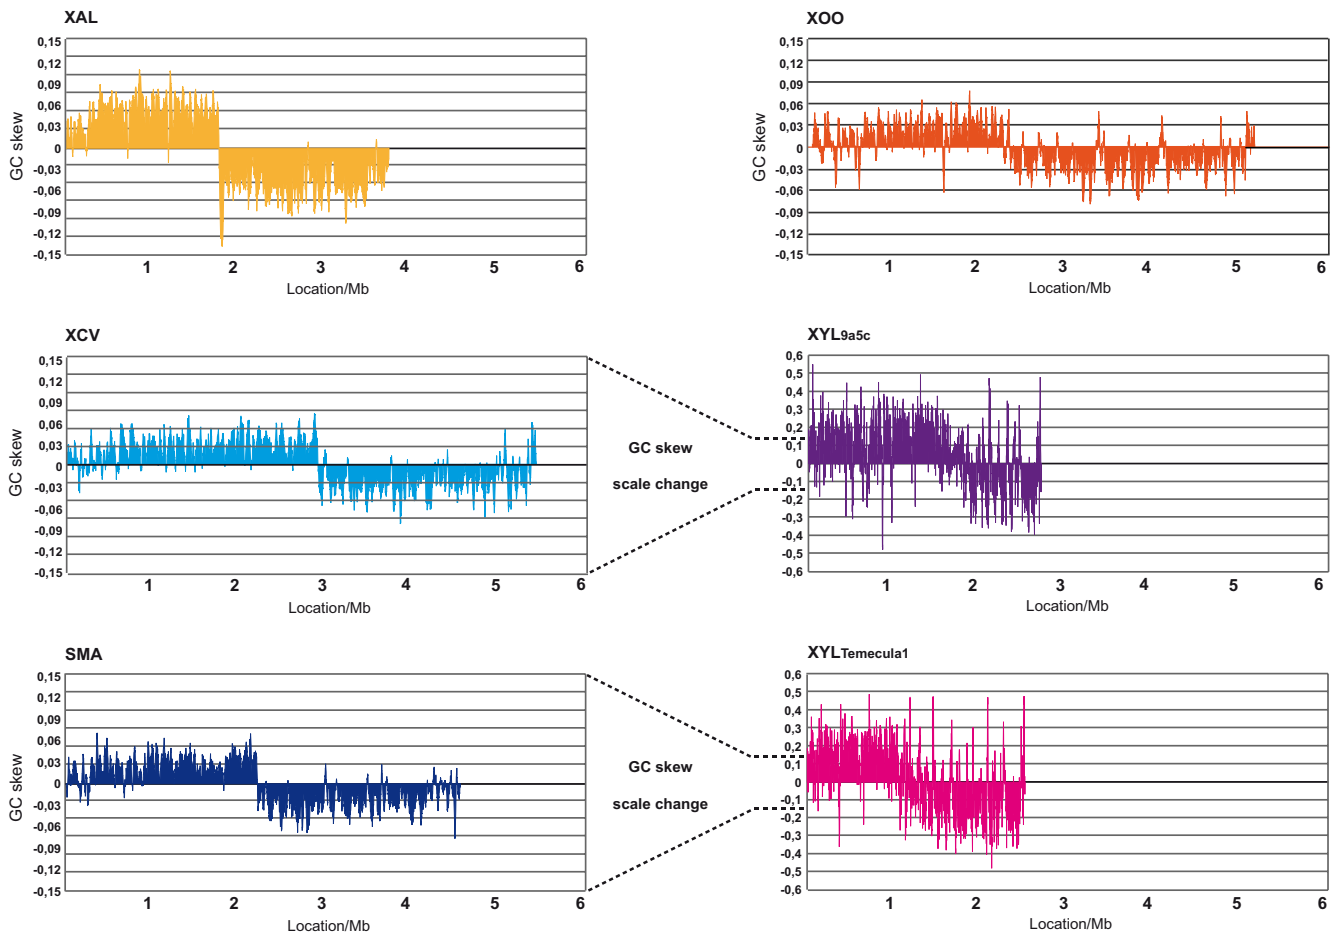 XAL
0,15
0,12
0,09
0,06
0,03
0
-0,03
-0,06
-0,09
-0,12
-0,15
GC skew
1 2 3 4 5 6
Location/Mb
XOO
0,15
0,12
0,09
0,06
0,03
0
-0,03
-0,06
-0,09
-0,12
-0,15
GC skew
1 2 3 4 5 6
Location/Mb
XCV
0,15
0,12
0,09
0,06
0,03
0
-0,03
-0,06
-0,09
-0,12
-0,15
GC skew
1 2 3 4 5 6
Location/Mb
GC skew
scale change
XYL9a5c
0,6
0,5
0,4
0,3
0,2
0,1
0
-0,1
-0,2
-0,3
-0,4
-0,5
-0,6
1 2 3 4 5 6
Location/Mb
SMA
0,15
0,12
0,09
0,06
0,03
0
-0,03
-0,06
-0,09
-0,12
-0,15
GC skew
1 2 3 4 5 6
Location/Mb
GC skew
scale change
XYLTemecula1
0,6
0,5
0,4
0,3
0,2
0,1
0
-0,1
-0,2
-0,3
-0,4
-0,5
-0,6
1 2 3 4 5 6
Location/Mb